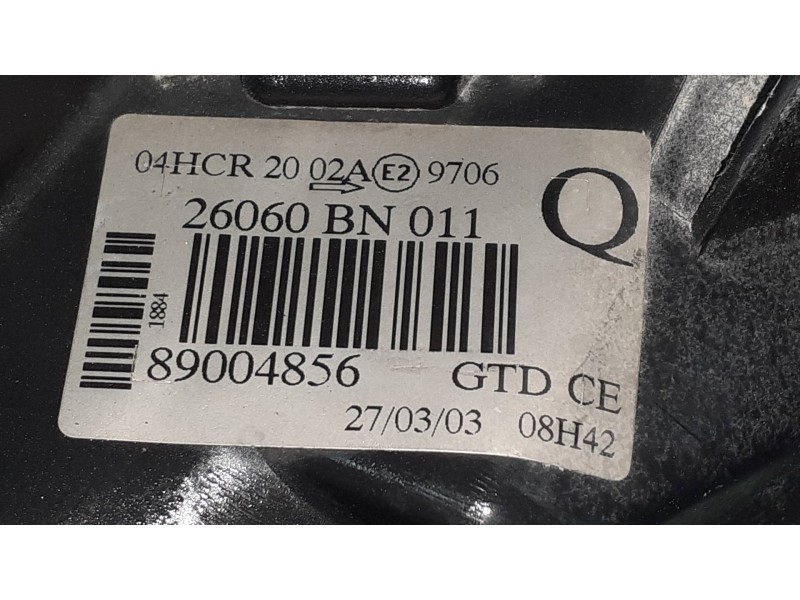 04HCR 20 02A E2 9706
Q
26060 BN 011
1884
89004856 GTD CE
27/03/03 08H42